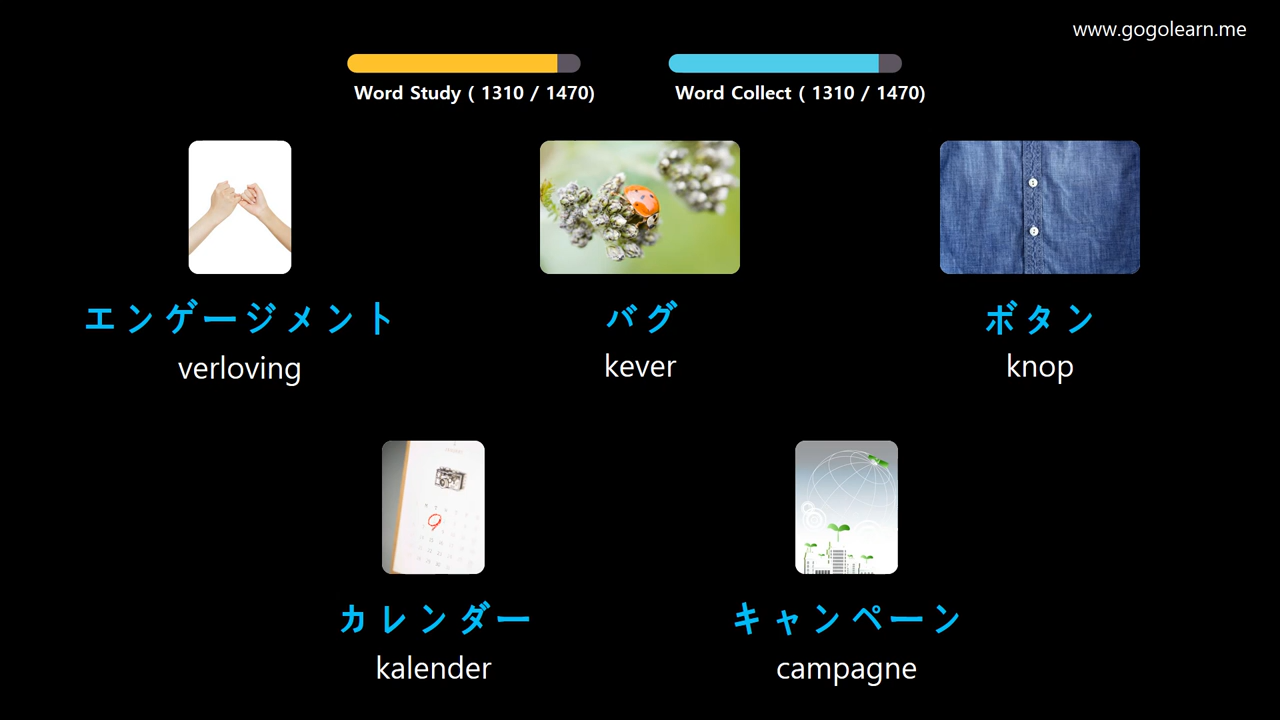 www.gogolearn.me
Word Study ( 1310 / 1470)
Word Collect ( 1310 / 1470)
エンゲージメント
verloving
バグ
kever
ボタン
knop
カレンダー
kalender
キャンペーン
campagne